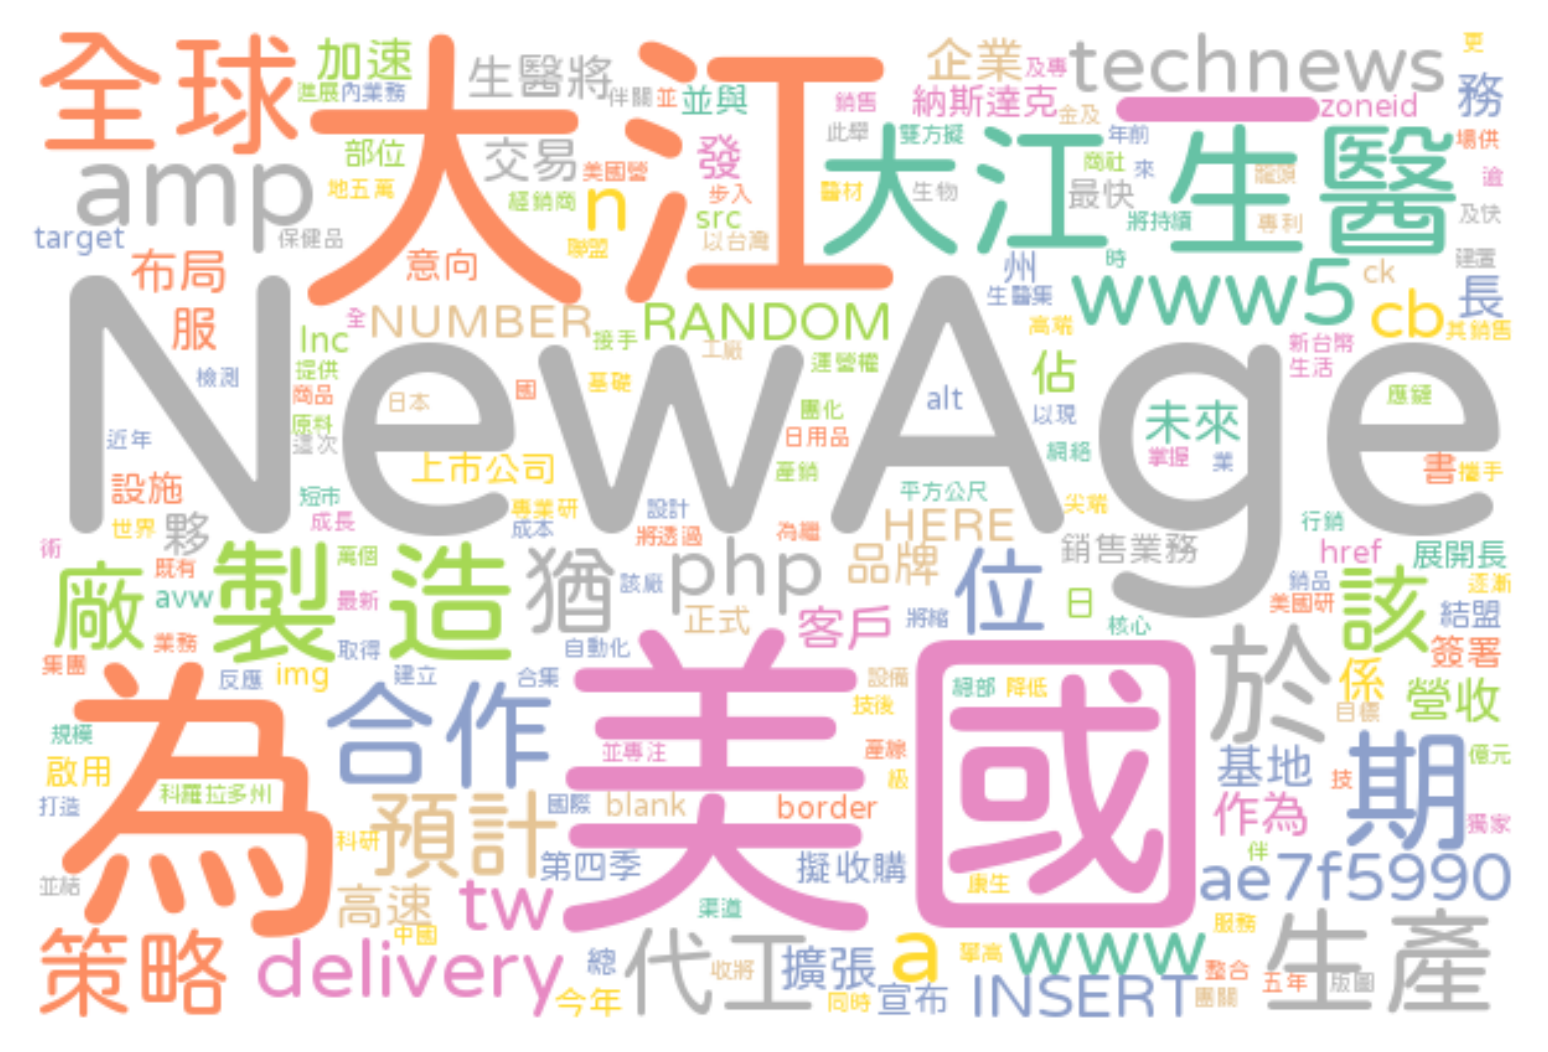 全球
加速
生醫將
企業
及專
technews
更
進展
內業務
伴關
並
並與
銷售
納斯達克
金及
一
zoneid
務
大江
部位
交易
美國營
發
此舉
雙方擬
年前
大江生醫
場供
商社
來
龍頭
逾
amp
地五萬
經銷商
n
步入
醫材
生物
最快
target
保健品
聯盟
src
以台灣
將持續
專利
及快
布局
意向
州
時
建置
生醫集
www5
ck
長
服
全
NUMBER
RANDOM
高端
cb
其銷售
Inc
接手
工廠
運營權
新台幣
提供
佔
生活
檢測
商品
國
基礎
alt
應鏈
NewAge
日本
原料
團化
以現
未來
近年
這次
日用品
網絡
掌握
業
上市公司
產銷
書
攜手
設施
短市
專業研
設計
平方公尺
尖端
世界
夥
成長
成本
將透過
為繼
HERE
行銷
術
萬個
猶
php
品牌
銷售業務
href
展開長
廠
既有
製造
該廠
位
銷品
該
逐漸
avw
最新
正式
客戶
將縮
日
美國研
結盟
業務
取得
自動化
核心
集團
反應
img
建立
合集
設備
總部
降低
於
係
簽署
為
合作
美國
技後
目標
營收
規模
並專注
產線
基地
期
億元
啟用
級
技
科羅拉多州
打造
預計
國際
blank
border
作為
獨家
科研
第四季
擬收購
康生
伴
ae7f5990
並結
高速
tw
渠道
服務
策略
中國
delivery
總
代工
收將
擴張
a
單高
www
整合
生產
今年
同時
宣布
INSERT
團關
五年
版圖